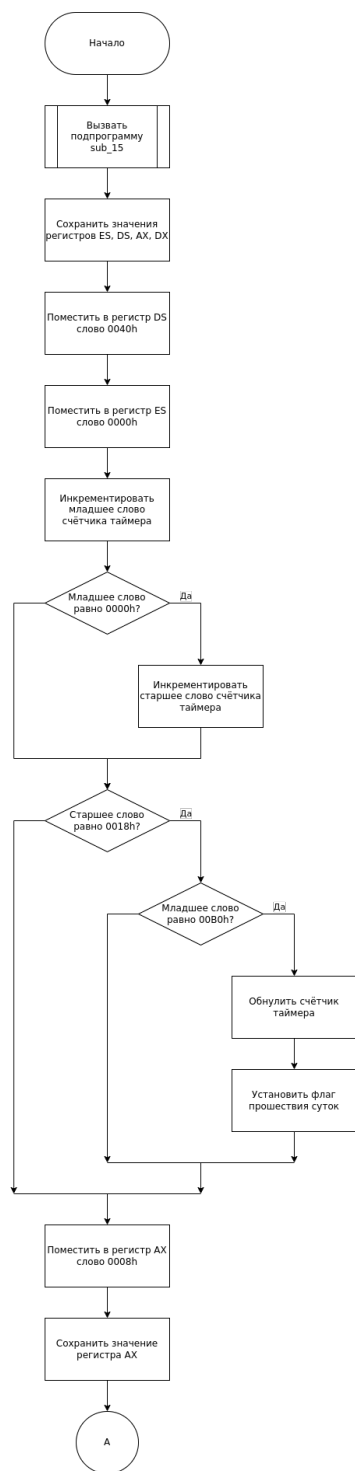 Начало
Вызвать
подпрограмму
sub_15
Сохранить значения
регистров ES, DS, AX, DX
Поместить в регистр DS
слово 0040h
Поместить в регистр ES
слово 0000h
Инкрементировать
младшее слово
счётчика таймера
Младшее слово
равно 0000h?
Да
Инкрементировать
старшее слово счётчика
таймера
Старшее слово
равно 0018h?
Да
Младшее слово
равно 00B0h?
Да
Обнулить счётчик
таймера
Установить флаг
прошествия суток
Поместить в регистр AX
слово 0008h
Сохранить значение
регистра AX
A